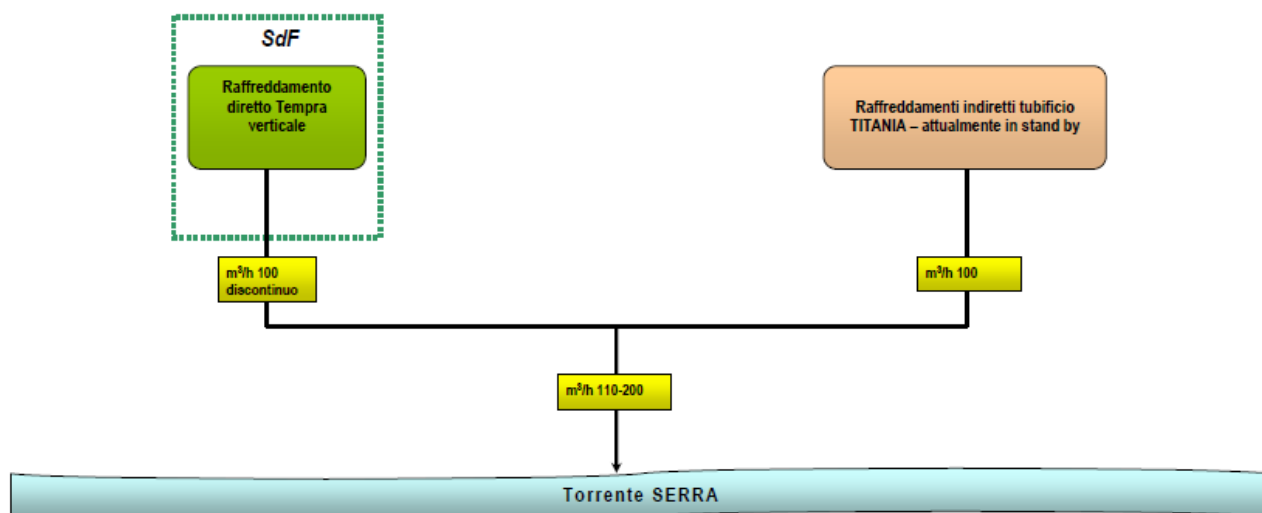 SdF
Raffreddamento
diretto Tempra
verticale
Raffreddamenti indiretti tubificio
TITANIA – attualmente in stand by
m³/h 100
discontinuo
m³/h 100
m³/h 110-200
Torrente SERRA